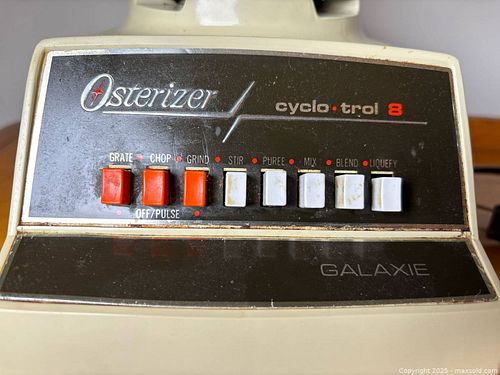 Osterizer
cyclo•trol 8
GRATE • CHOP • GRIND • STIR • PUREE • MIX • BLEND • LIQUEFY
• OFF/PULSE •
GALAXIE
Copyright 2025 - maxsold.com